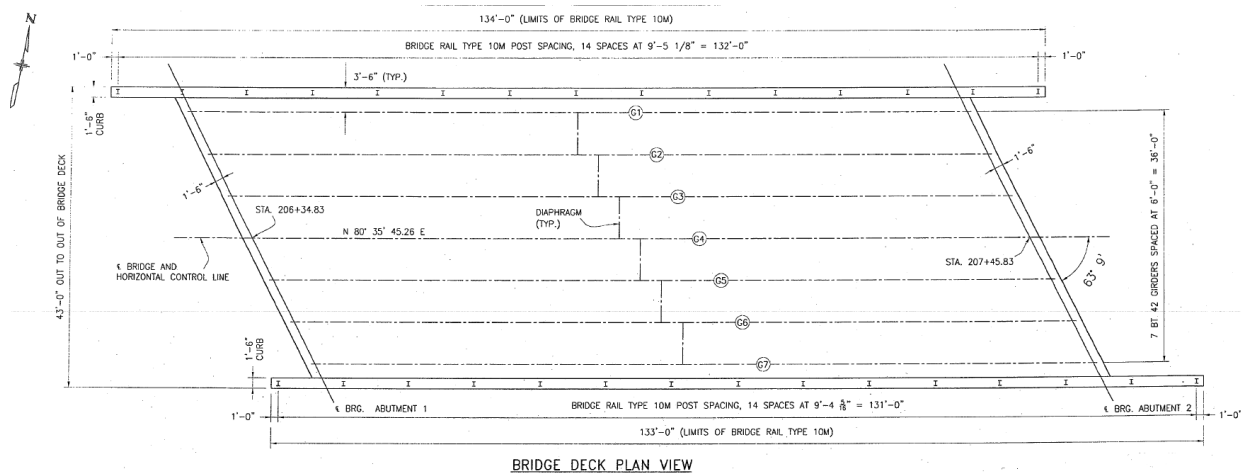 N
134'-0" (LIMITS OF BRIDGE RAIL TYPE 10M)
BRIDGE RAIL TYPE 10M POST SPACING, 14 SPACES AT 9'-5 1/8" = 132'-0"
1'-0"
1'-0"
3'-6" (TYP.)
1'-6"
CURB
G1
G2
1'-6"
1'-6"
G3
STA. 206+34.83
DIAPHRAGM
(TYP.)
N 80° 35' 45.26 E
G4
STA. 207+45.83
63° 9'
℄ BRIDGE AND
HORIZONTAL CONTROL LINE
43'-0" OUT TO OUT OF BRIDGE DECK
7 BT 42 GIRDERS SPACED AT 6'-0" = 36'-0"
G5
G6
1'-6"
CURB
G7
1'-0"
℄ BRG. ABUTMENT 1
BRIDGE RAIL TYPE 10M POST SPACING, 14 SPACES AT 9'-4 5/16" = 131'-0"
℄ BRG. ABUTMENT 2
1'-0"
133'-0" (LIMITS OF BRIDGE RAIL TYPE 10M)
BRIDGE DECK PLAN VIEW